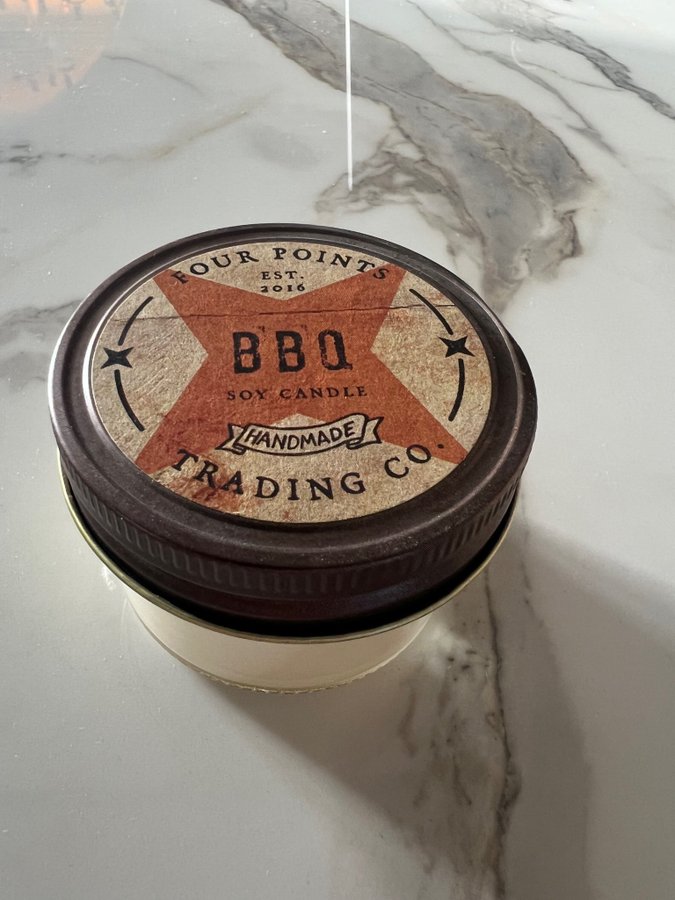 FOUR POINTS
EST.
2016
BBQ
SOY CANDLE
HANDMADE
TRADING CO.